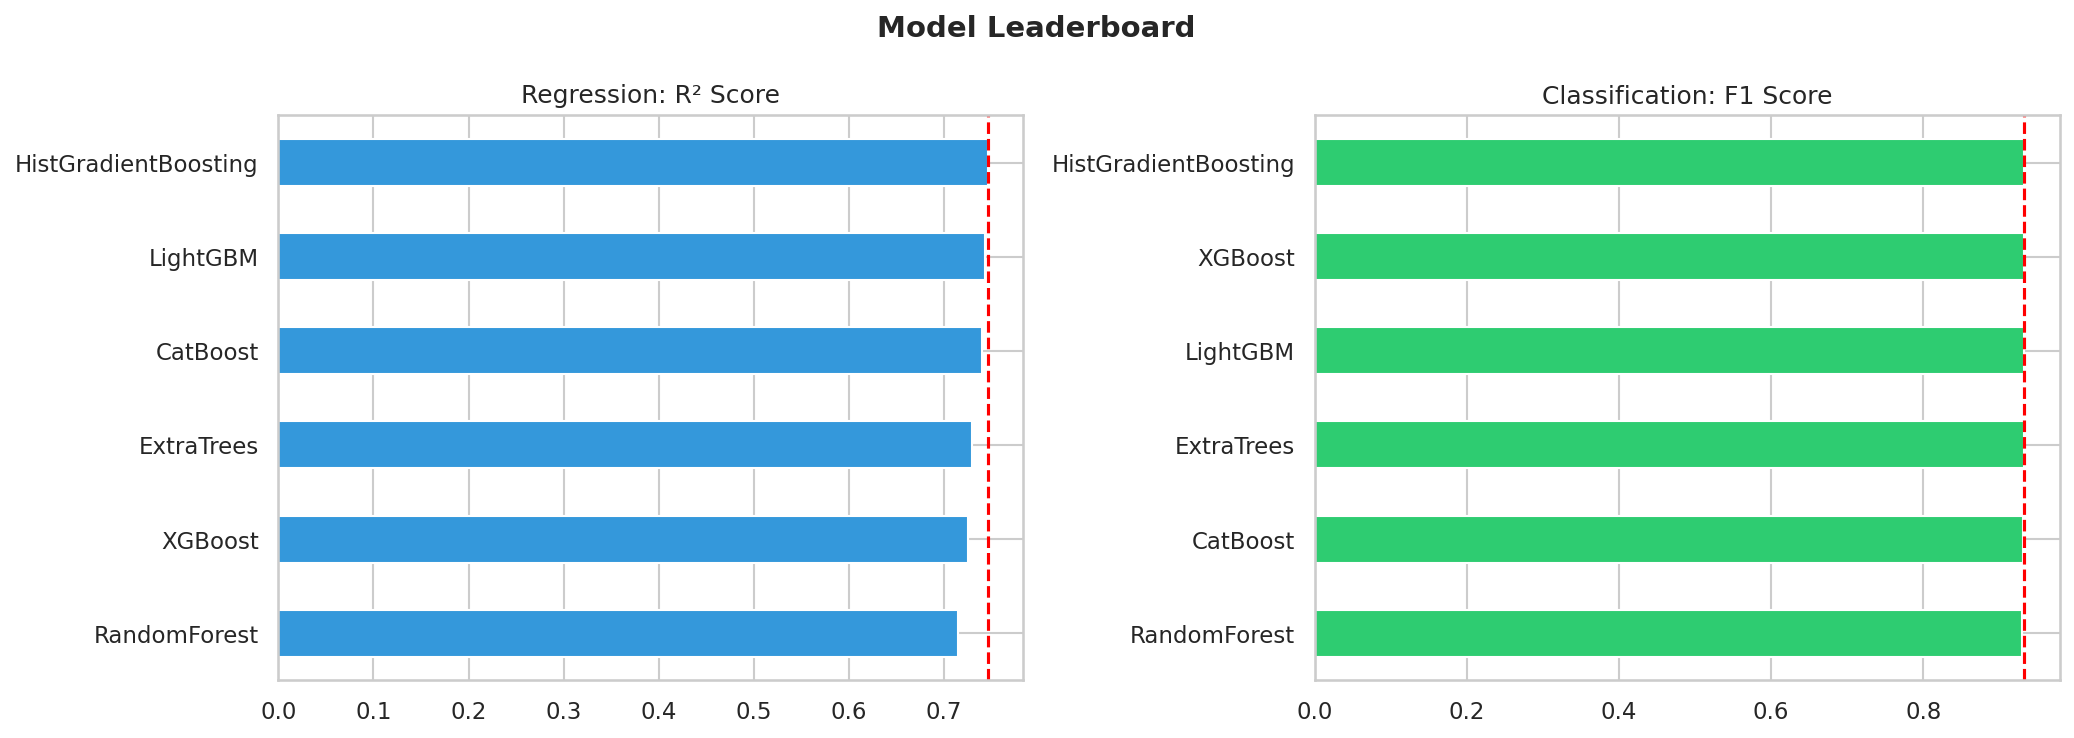 Model Leaderboard
Regression: R² Score
HistGradientBoosting
LightGBM
CatBoost
ExtraTrees
XGBoost
RandomForest
0.0 0.1 0.2 0.3 0.4 0.5 0.6 0.7
Classification: F1 Score
HistGradientBoosting
XGBoost
LightGBM
ExtraTrees
CatBoost
RandomForest
0.0 0.2 0.4 0.6 0.8